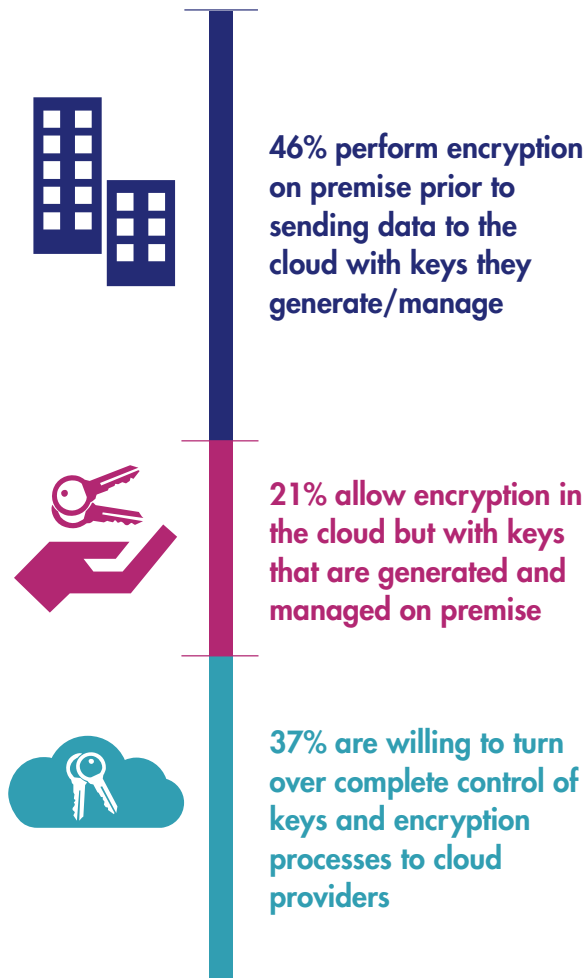 46% perform encryption
on premise prior to
sending data to the
cloud with keys they
generate/manage
21% allow encryption in
the cloud but with keys
that are generated and
managed on premise
37% are willing to turn
over complete control of
keys and encryption
processes to cloud
providers